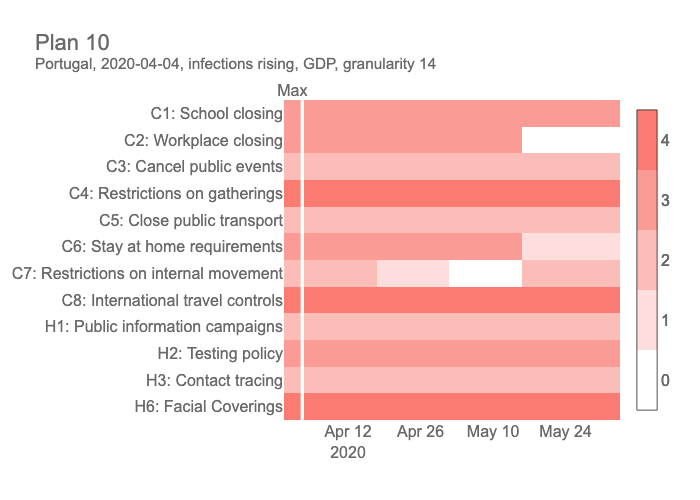 Plan 10
Portugal, 2020-04-04, infections rising, GDP, granularity 14
Max
C1: School closing
C2: Workplace closing
C3: Cancel public events
C4: Restrictions on gatherings
C5: Close public transport
C6: Stay at home requirements
C7: Restrictions on internal movement
C8: International travel controls
H1: Public information campaigns
H2: Testing policy
H3: Contact tracing
H6: Facial Coverings
Apr 12 Apr 26 May 10 May 24
2020
4
3
2
1
0